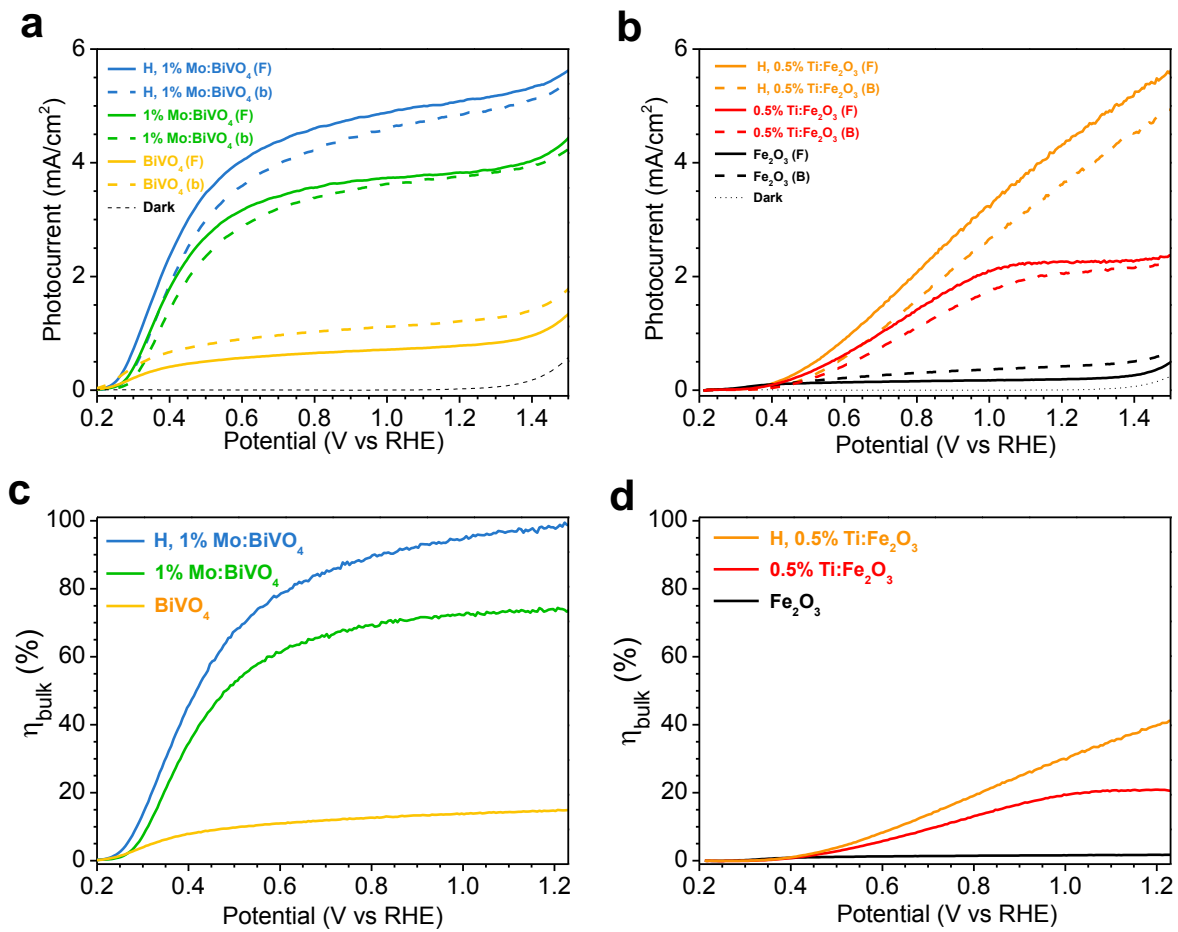 a
6
4
2
0
Photocurrent (mA/cm²)
H, 1% Mo:BiVO₄ (F)
H, 1% Mo:BiVO₄ (b)
1% Mo:BiVO₄ (F)
1% Mo:BiVO₄ (b)
BiVO₄ (F)
BiVO₄ (b)
Dark
0.2 0.4 0.6 0.8 1.0 1.2 1.4
Potential (V vs RHE)
b
6
4
2
0
Photocurrent (mA/cm²)
H, 0.5% Ti:Fe₂O₃ (F)
H, 0.5% Ti:Fe₂O₃ (B)
0.5% Ti:Fe₂O₃ (F)
0.5% Ti:Fe₂O₃ (B)
Fe₂O₃ (F)
Fe₂O₃ (B)
Dark
0.2 0.4 0.6 0.8 1.0 1.2 1.4
Potential (V vs RHE)
c
100
80
60
40
20
0
η_bulk (%)
H, 1% Mo:BiVO₄
1% Mo:BiVO₄
BiVO₄
0.2 0.4 0.6 0.8 1.0 1.2
Potential (V vs RHE)
d
100
80
60
40
20
0
η_bulk (%)
H, 0.5% Ti:Fe₂O₃
0.5% Ti:Fe₂O₃
Fe₂O₃
0.2 0.4 0.6 0.8 1.0 1.2
Potential (V vs RHE)